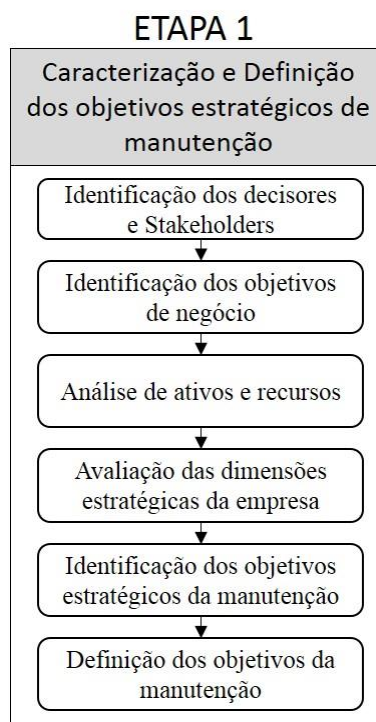 ETAPA 1
Caracterização e Definição
dos objetivos estratégicos de
manutenção
Identificação dos decisores
e Stakeholders
Identificação dos objetivos
de negócio
Análise de ativos e recursos
Avaliação das dimensões
estratégicas da empresa
Identificação dos objetivos
estratégicos da manutenção
Definição dos objetivos da
manutenção